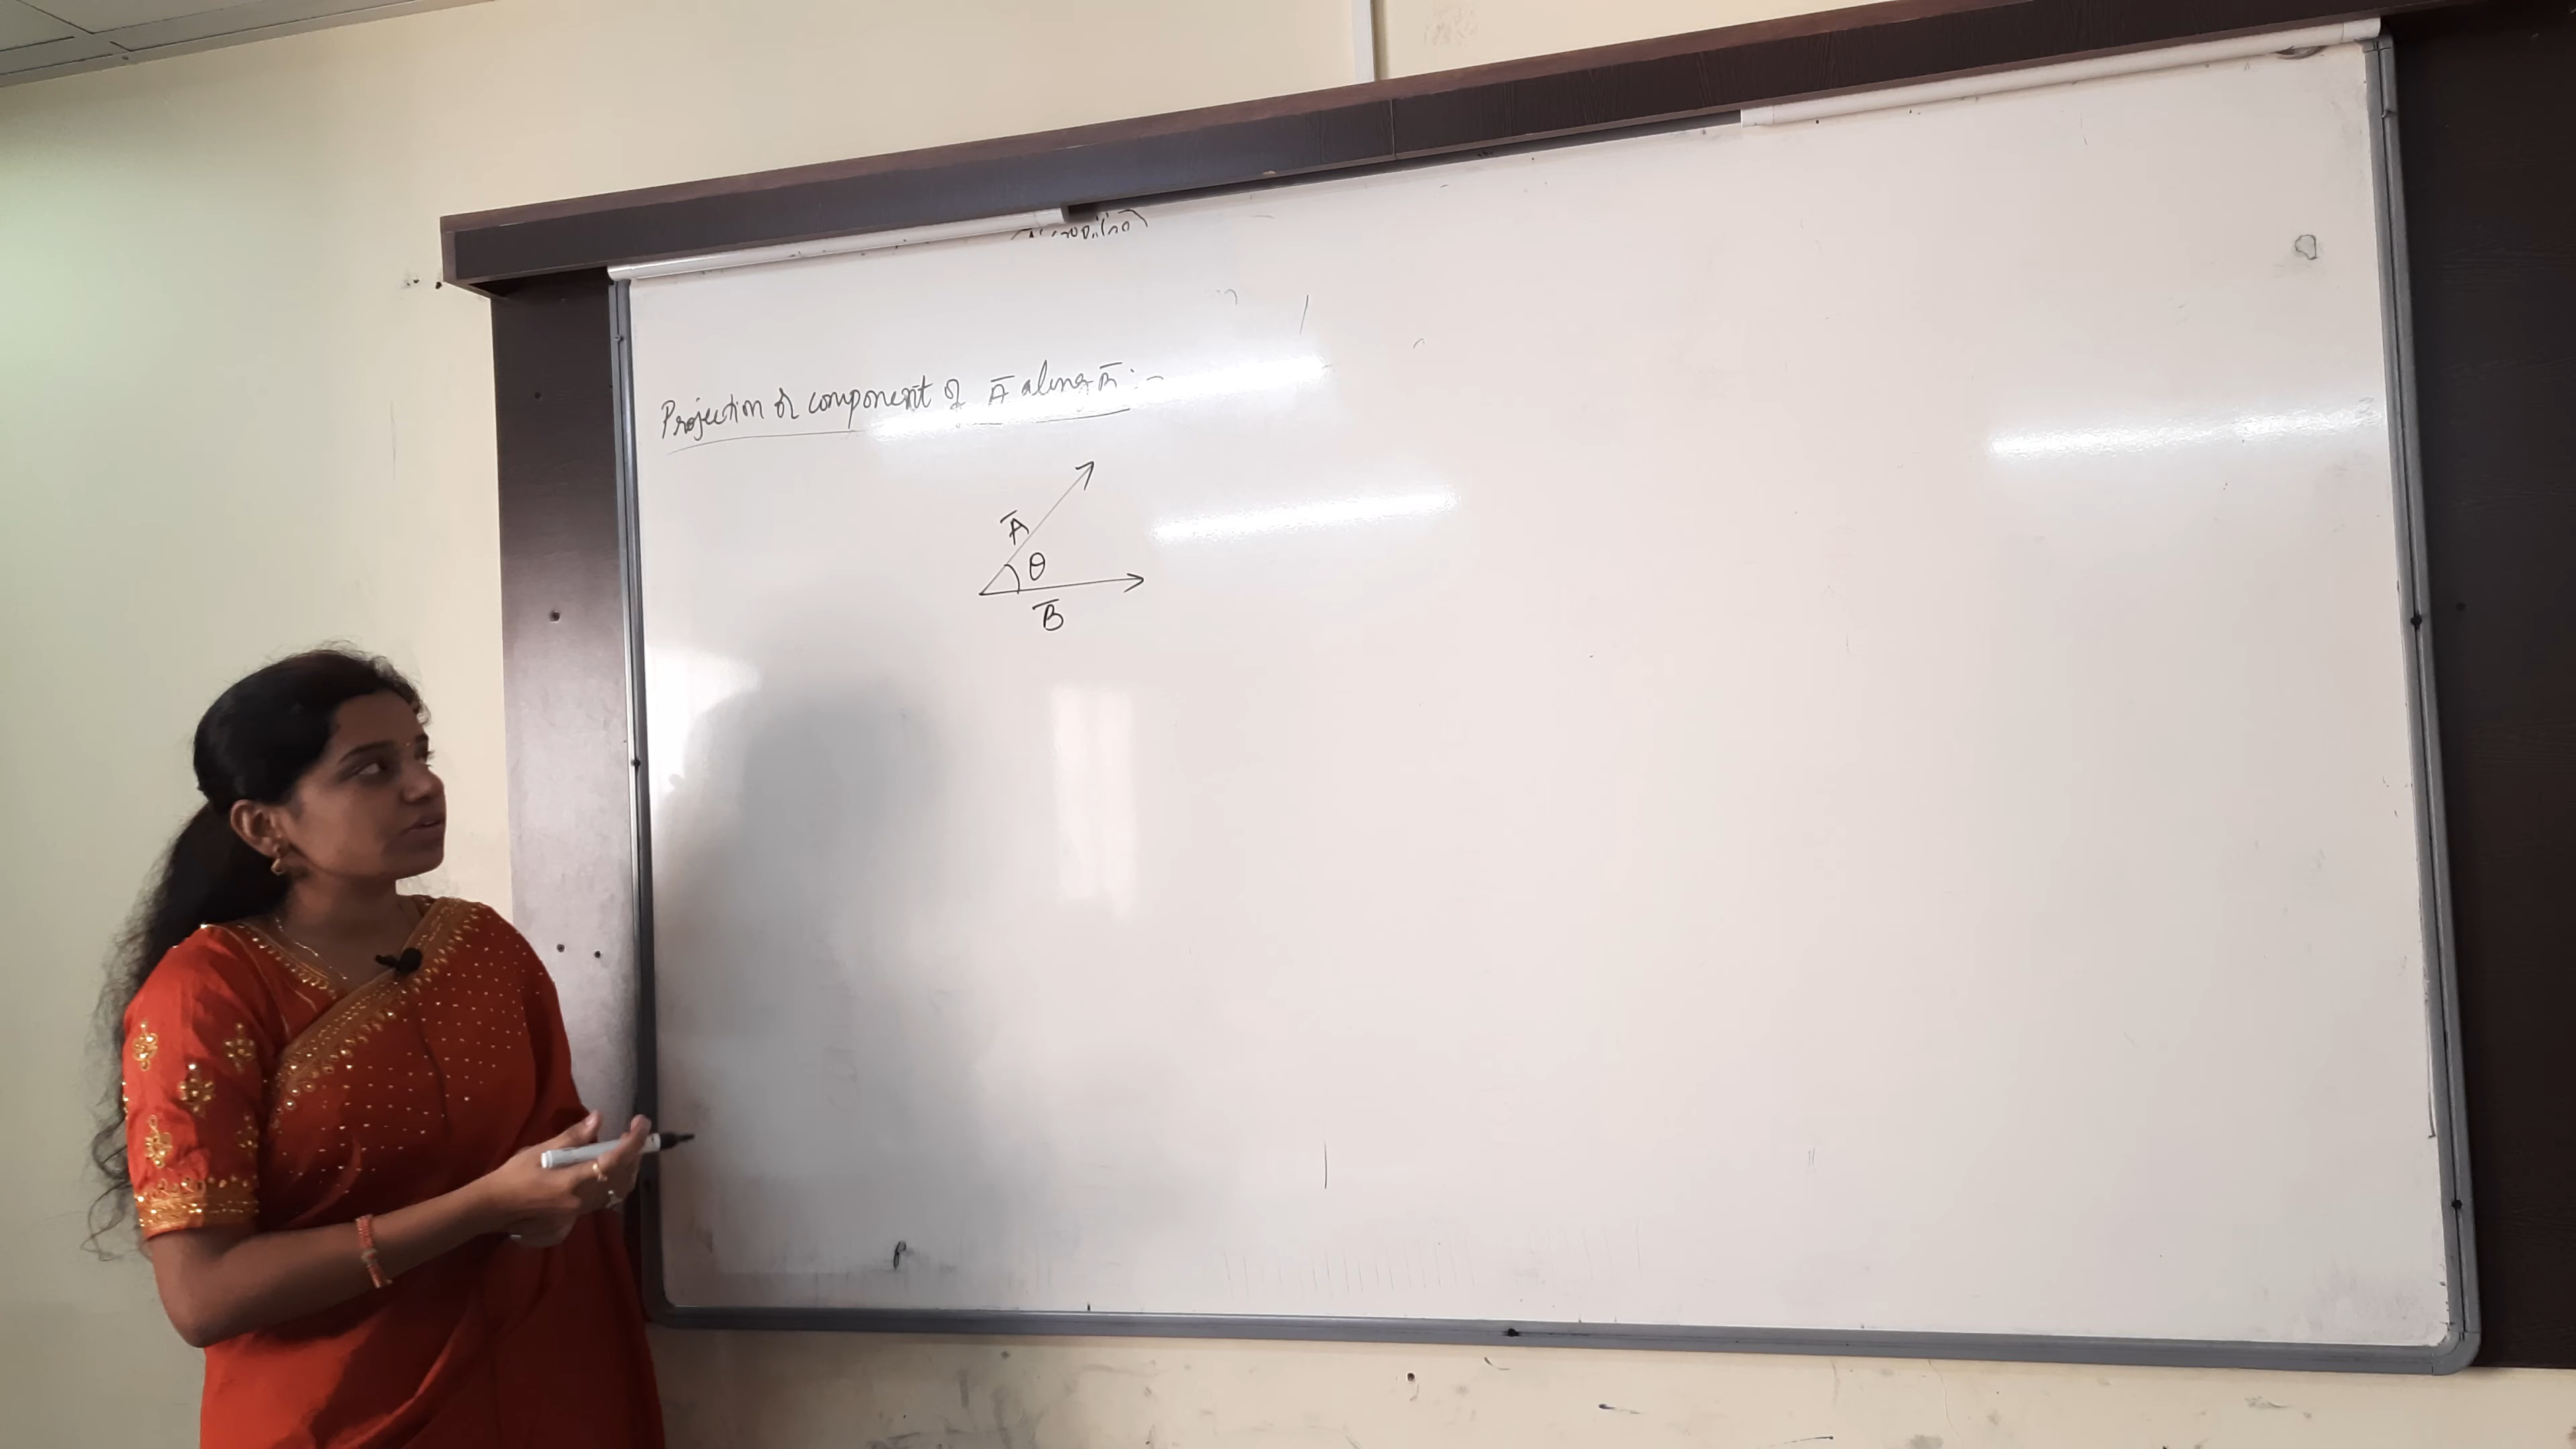 Projection or component of A̅ along B̅ :-
A̅
θ
B̅